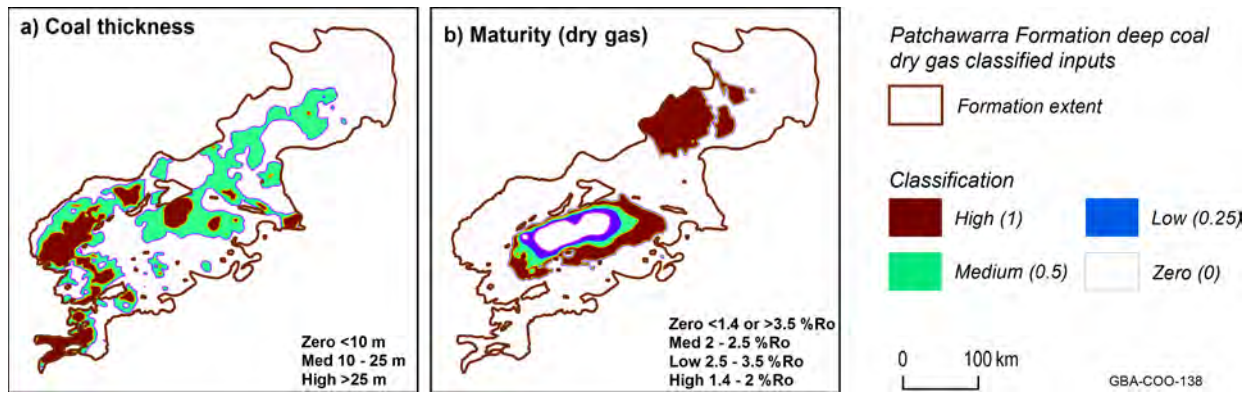 a) Coal thickness
Zero <10 m
Med 10 - 25 m
High >25 m
b) Maturity (dry gas)
Zero <1.4 or >3.5 %Ro
Med 2 - 2.5 %Ro
Low 2.5 - 3.5 %Ro
High 1.4 - 2 %Ro
Patchawarra Formation deep coal
dry gas classified inputs
Formation extent
Classification
High (1)
Low (0.25)
Medium (0.5)
Zero (0)
0 100 km
GBA-COO-138